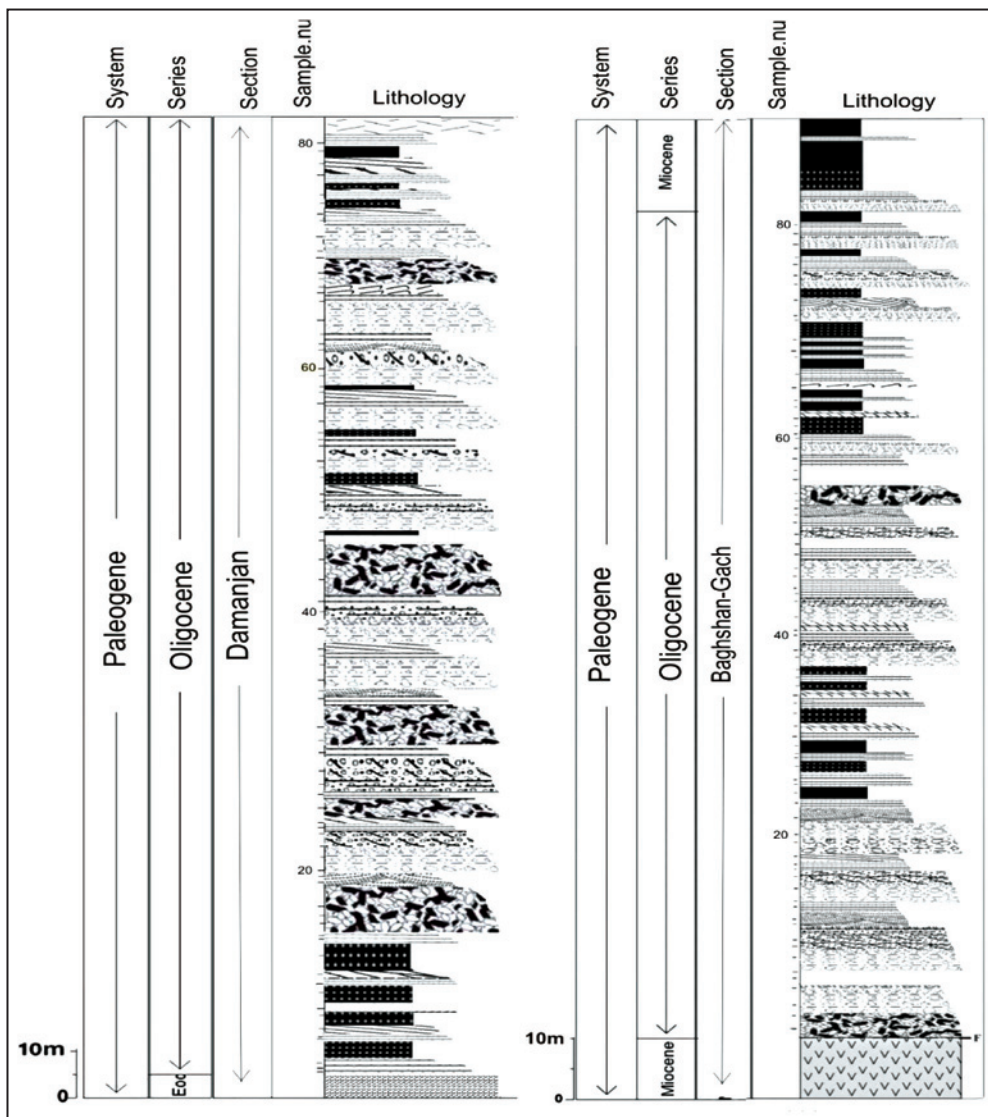 System
Series
Section
Sample.nu
Lithology
Paleogene
Oligocene
Eoc
Damanjan
80
60
40
20
10m
0
System
Series
Section
Sample.nu
Lithology
Paleogene
Miocene
Oligocene
Miocene
Baghshan-Gach
80
60
40
20
10m
0
F